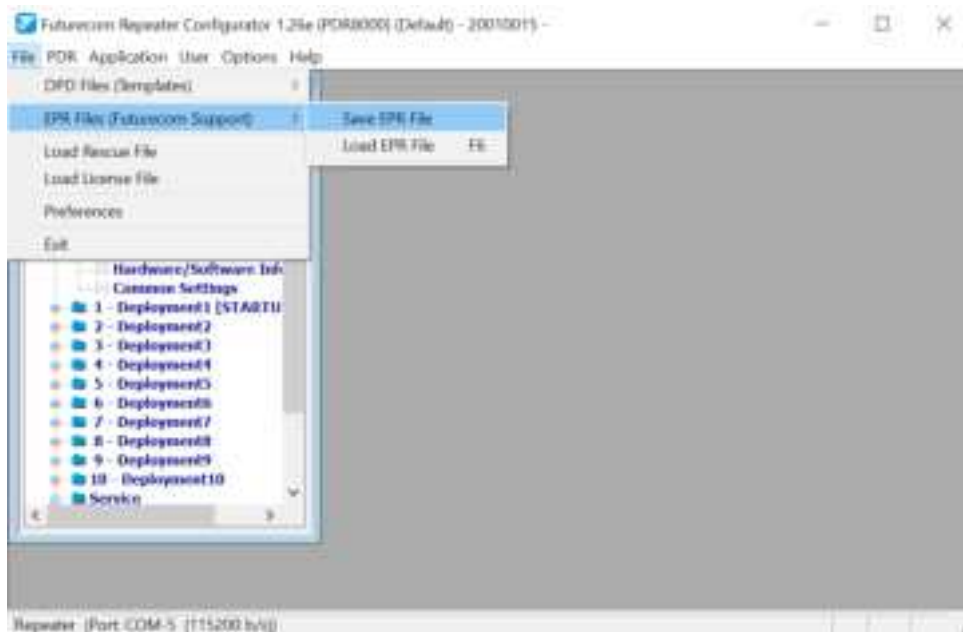 Futurecom Repeater Configurator 1.26e (PDR8000) (Default) - 20010015 -
File PDR Application User Options Help
DPD Files (Templates)
EPR Files (Futurecom Support)
Save EPR File
Load EPR File F6
Load Rescue File
Load License File
Preferences
Exit
Hardware/Software Inf
Common Settings
1 - Deployment1 [STARTU
2 - Deployment2
3 - Deployment3
4 - Deployment4
5 - Deployment5
6 - Deployment6
7 - Deployment7
8 - Deployment8
9 - Deployment9
10 - Deployment10
Service
Repeater (Port: COM-5 (115200 b/s))